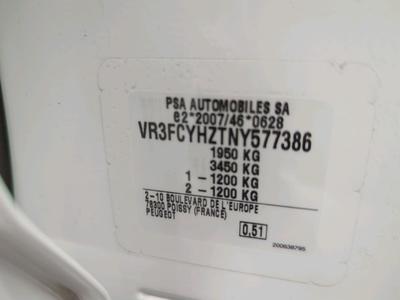 PSA AUTOMOBILES SA
e2*2007/46*0628
VR3FCYHZTNY577386
1950 KG
3450 KG
1 - 1200 KG
2 - 1200 KG
2-10 BOULEVARD DE L'EUROPE
78300 POISSY (FRANCE)
PEUGEOT
0.51
200638795